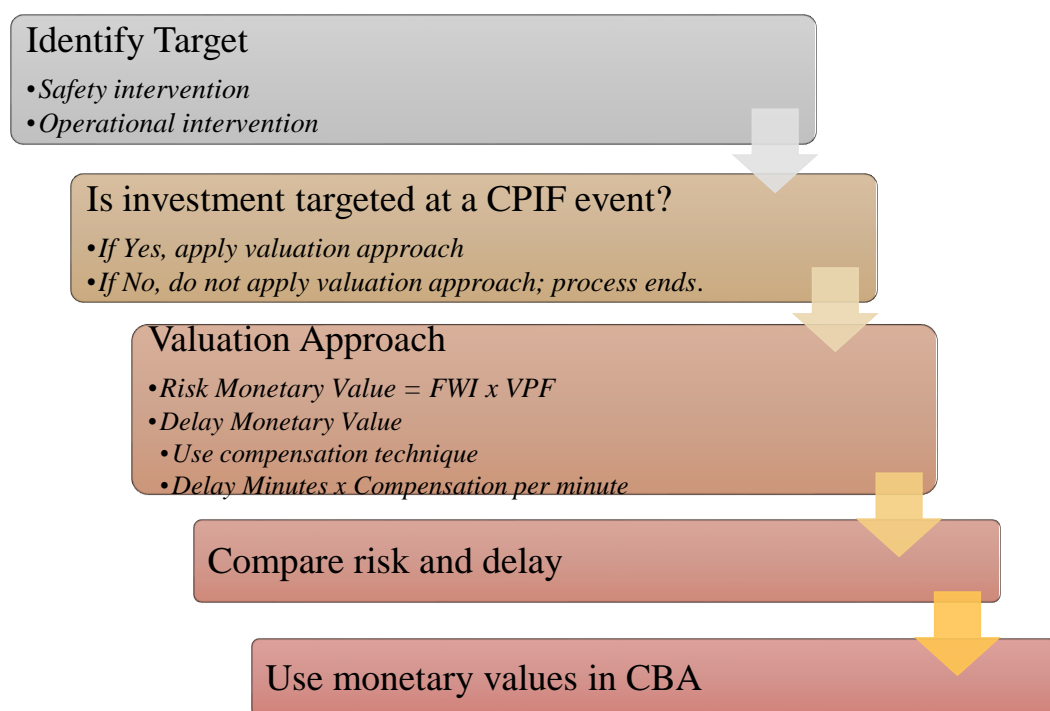 Identify Target
•Safety intervention
•Operational intervention
Is investment targeted at a CPIF event?
•If Yes, apply valuation approach
•If No, do not apply valuation approach; process ends.
Valuation Approach
•Risk Monetary Value = FWI x VPF
•Delay Monetary Value
•Use compensation technique
•Delay Minutes x Compensation per minute
Compare risk and delay
Use monetary values in CBA